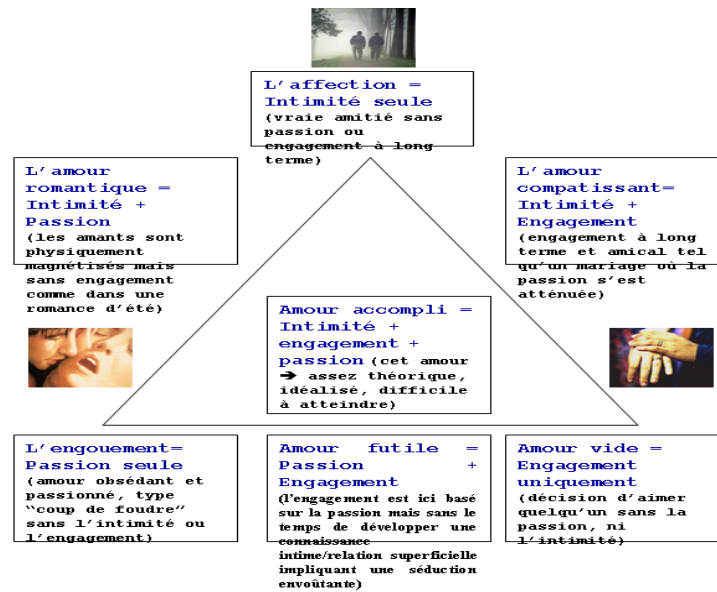 L'affection =
Intimité seule
(vraie amitié sans
passion ou
engagement à long
terme)
L'amour
romantique =
Intimité +
Passion
(les amants sont
physiquement
magnétisés mais
sans engagement
comme dans une
romance d'été)
L'amour
compatissant=
Intimité +
Engagement
(engagement à long
terme et amical tel
qu'un mariage où la
passion s'est
atténuée)
Amour accompli =
Intimité +
engagement +
passion (cet amour
➔ assez théorique,
idéalisé, difficile
à atteindre)
L'engouement=
Passion seule
(amour obsédant et
passionné, type
"coup de foudre"
sans l'intimité ou
l'engagement)
Amour futile =
Passion +
Engagement
(l'engagement est ici basé
sur la passion mais sans le
temps de développer une
connaissance
intime/relation superficielle
impliquant une séduction
envoûtante)
Amour vide =
Engagement
uniquement
(décision d'aimer
quelqu'un sans la
passion, ni
l'intimité)